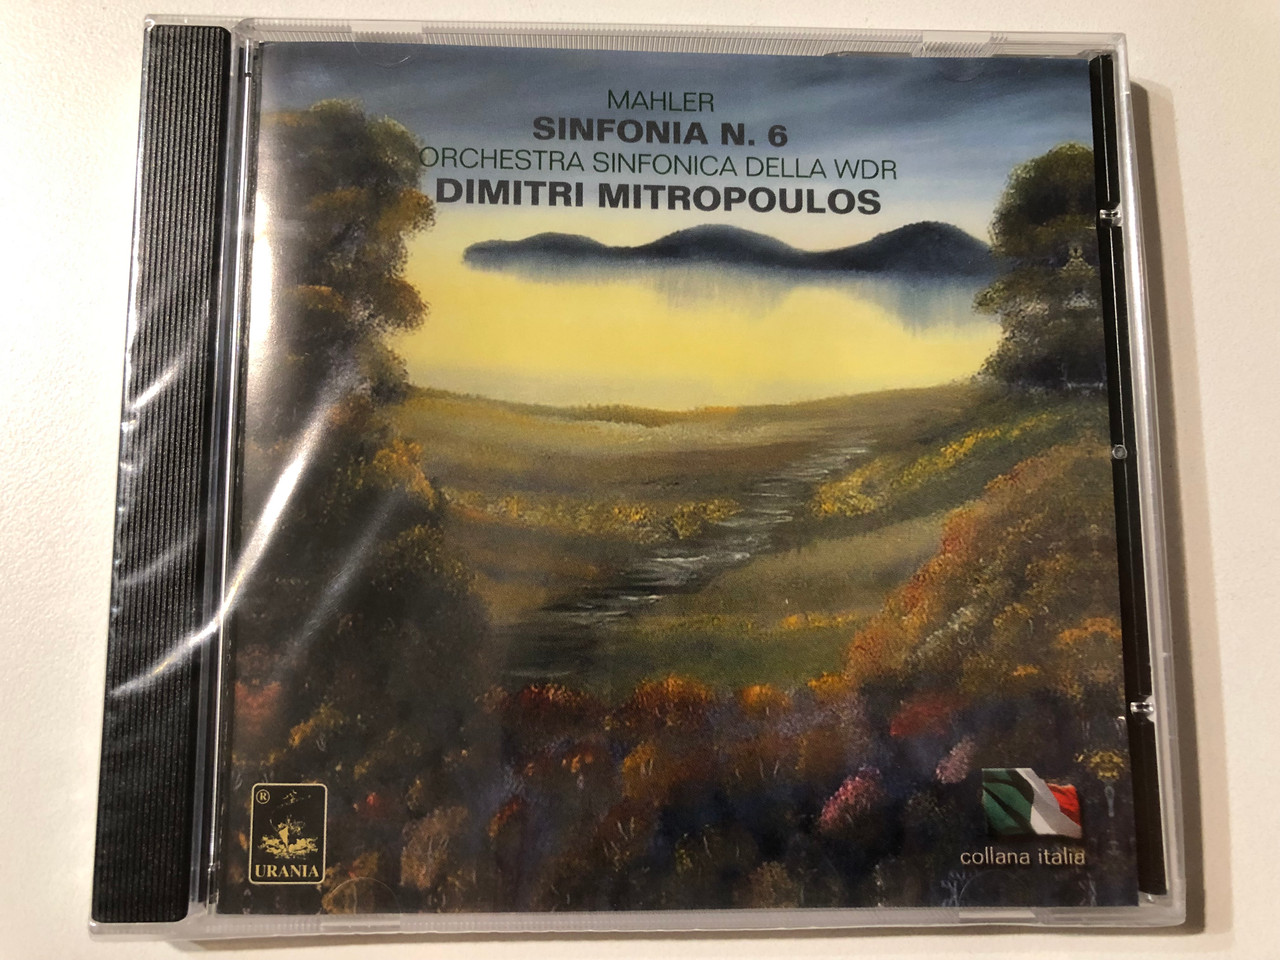 MAHLER
SINFONIA N. 6
ORCHESTRA SINFONICA DELLA WDR
DIMITRI MITROPOULOS
®
URANIA
collana italia